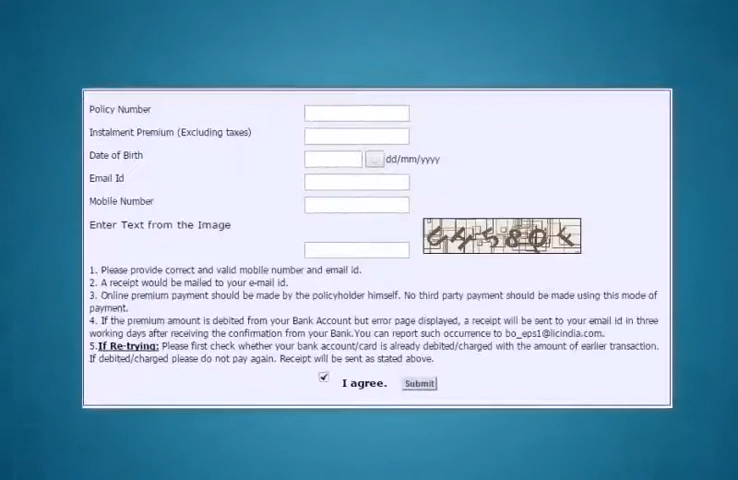 Policy Number
Instalment Premium (Excluding taxes)
Date of Birth
dd/mm/yyyy
Email Id
Mobile Number
Enter Text from the Image
1. Please provide correct and valid mobile number and email id.
2. A receipt would be mailed to your e-mail id.
3. Online premium payment should be made by the policyholder himself. No third party payment should be made using this mode of
payment.
4. If the premium amount is debited from your Bank Account but error page displayed, a receipt will be sent to your email id in three
working days after receiving the confirmation from your Bank.You can report such occurrence to bo_eps1@licindia.com.
5.If Re-trying: Please first check whether your bank account/card is already debited/charged with the amount of earlier transaction.
If debited/charged please do not pay again. Receipt will be sent as stated above.
I agree.
Submit